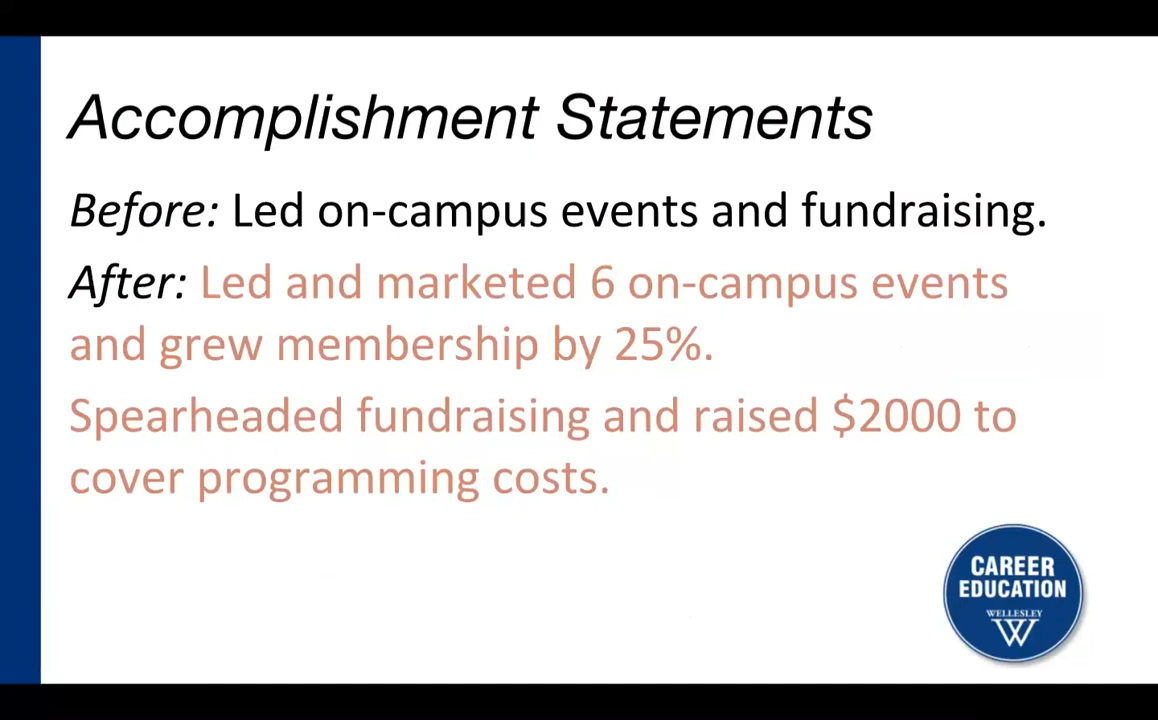 Accomplishment Statements
Before: Led on-campus events and fundraising.
After: Led and marketed 6 on-campus events
and grew membership by 25%.
Spearheaded fundraising and raised $2000 to
cover programming costs.
CAREER
EDUCATION
WELLESLEY
W